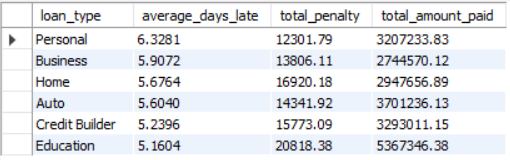 loan_type average_days_late total_penalty total_amount_paid
Personal 6.3281 12301.79 3207233.83
Business 5.9072 13806.11 2744570.12
Home 5.6764 16920.18 2947656.89
Auto 5.6040 14341.92 3701236.13
Credit Builder 5.2396 15773.09 3293011.15
Education 5.1604 20818.38 5367346.38